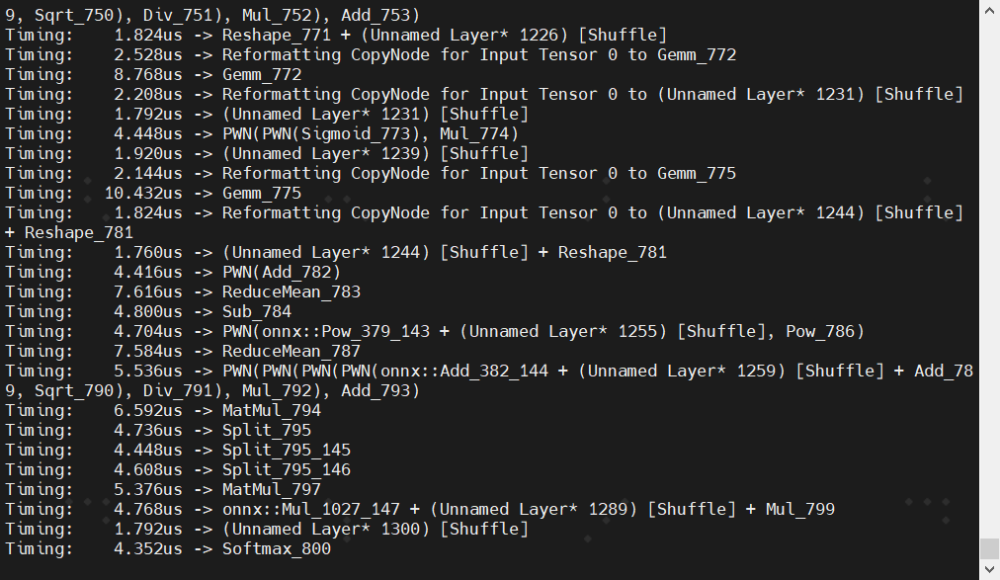 9, Sqrt_750), Div_751), Mul_752), Add_753)
Timing:    1.824us -> Reshape_771 + (Unnamed Layer* 1226) [Shuffle]
Timing:    2.528us -> Reformatting CopyNode for Input Tensor 0 to Gemm_772
Timing:    8.768us -> Gemm_772
Timing:    2.208us -> Reformatting CopyNode for Input Tensor 0 to (Unnamed Layer* 1231) [Shuffle]
Timing:    1.792us -> (Unnamed Layer* 1231) [Shuffle]
Timing:    4.448us -> PWN(PWN(Sigmoid_773), Mul_774)
Timing:    1.920us -> (Unnamed Layer* 1239) [Shuffle]
Timing:    2.144us -> Reformatting CopyNode for Input Tensor 0 to Gemm_775
Timing:   10.432us -> Gemm_775
Timing:    1.824us -> Reformatting CopyNode for Input Tensor 0 to (Unnamed Layer* 1244) [Shuffle]
+ Reshape_781
Timing:    1.760us -> (Unnamed Layer* 1244) [Shuffle] + Reshape_781
Timing:    4.416us -> PWN(Add_782)
Timing:    7.616us -> ReduceMean_783
Timing:    4.800us -> Sub_784
Timing:    4.704us -> PWN(onnx::Pow_379_143 + (Unnamed Layer* 1255) [Shuffle], Pow_786)
Timing:    7.584us -> ReduceMean_787
Timing:    5.536us -> PWN(PWN(PWN(PWN(onnx::Add_382_144 + (Unnamed Layer* 1259) [Shuffle] + Add_78
9, Sqrt_790), Div_791), Mul_792), Add_793)
Timing:    6.592us -> MatMul_794
Timing:    4.736us -> Split_795
Timing:    4.448us -> Split_795_145
Timing:    4.608us -> Split_795_146
Timing:    5.376us -> MatMul_797
Timing:    4.768us -> onnx::Mul_1027_147 + (Unnamed Layer* 1289) [Shuffle] + Mul_799
Timing:    1.792us -> (Unnamed Layer* 1300) [Shuffle]
Timing:    4.352us -> Softmax_800